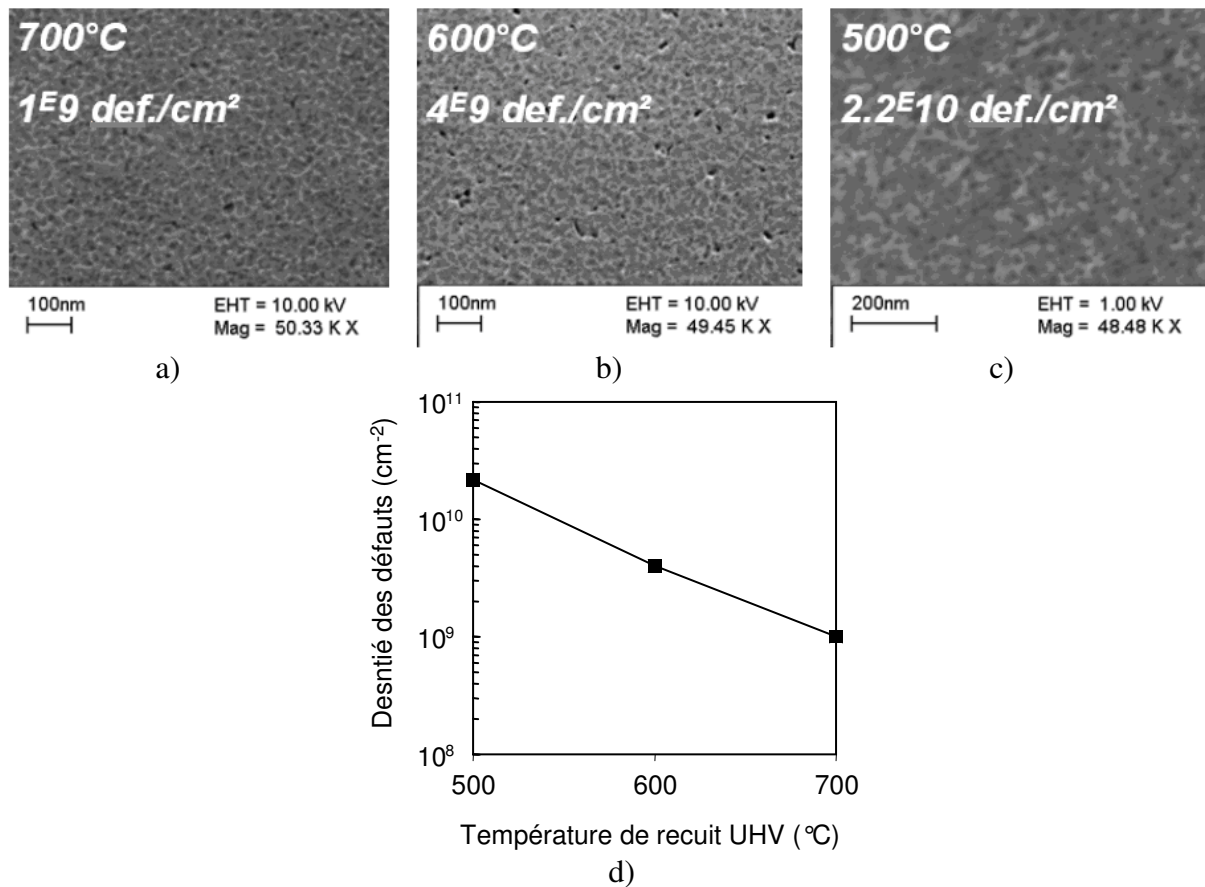 700°C
1ᴱ9 def./cm²
100nm
EHT = 10.00 kV
Mag = 50.33 K X
a)
600°C
4ᴱ9 def./cm²
100nm
EHT = 10.00 kV
Mag = 49.45 K X
b)
500°C
2.2ᴱ10 def./cm²
200nm
EHT = 1.00 kV
Mag = 48.48 K X
c)
Desntié des défauts (cm⁻²)
10¹¹
10¹⁰
10⁹
10⁸
500
600
700
Température de recuit UHV (°C)
d)